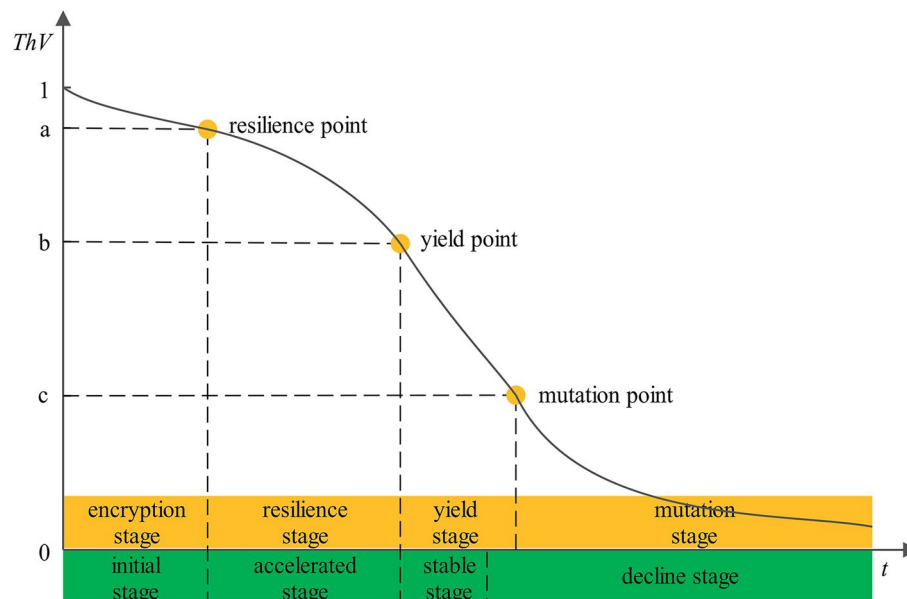 ThV
1
a
resilience point
b
yield point
c
mutation point
encryption stage
resilience stage
yield stage
mutation stage
0
t
initial stage
accelerated stage
stable stage
decline stage